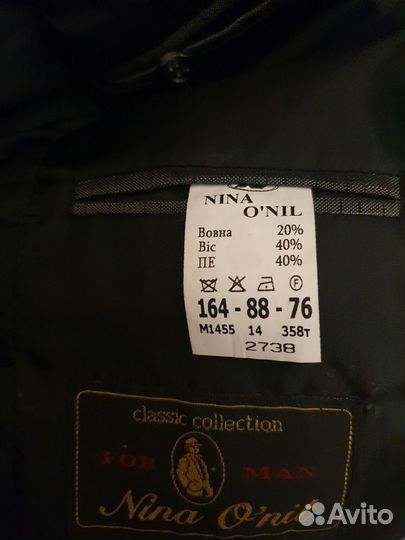 NINA
O'NIL
Вовна 20%
Віс 40%
ПЕ 40%
F
164 - 88 - 76
М1455 14 358т
2738
classic collection
FOR MAN
Nina O'nil
Avito